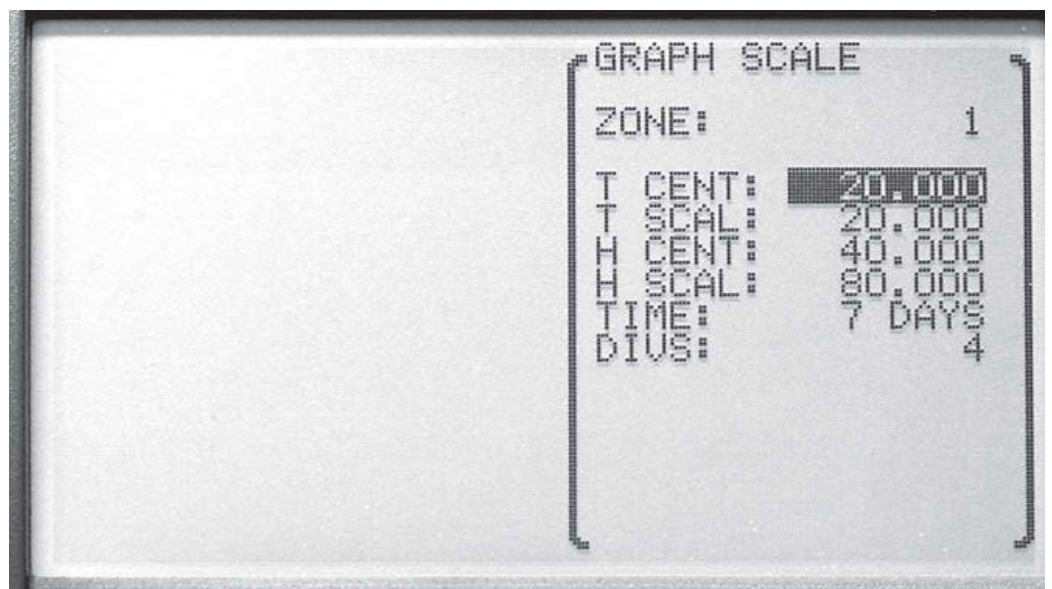 GRAPH SCALE
ZONE: 1
T CENT: 20.000
T SCAL: 20.000
H CENT: 40.000
H SCAL: 80.000
TIME: 7 DAYS
DIVS: 4